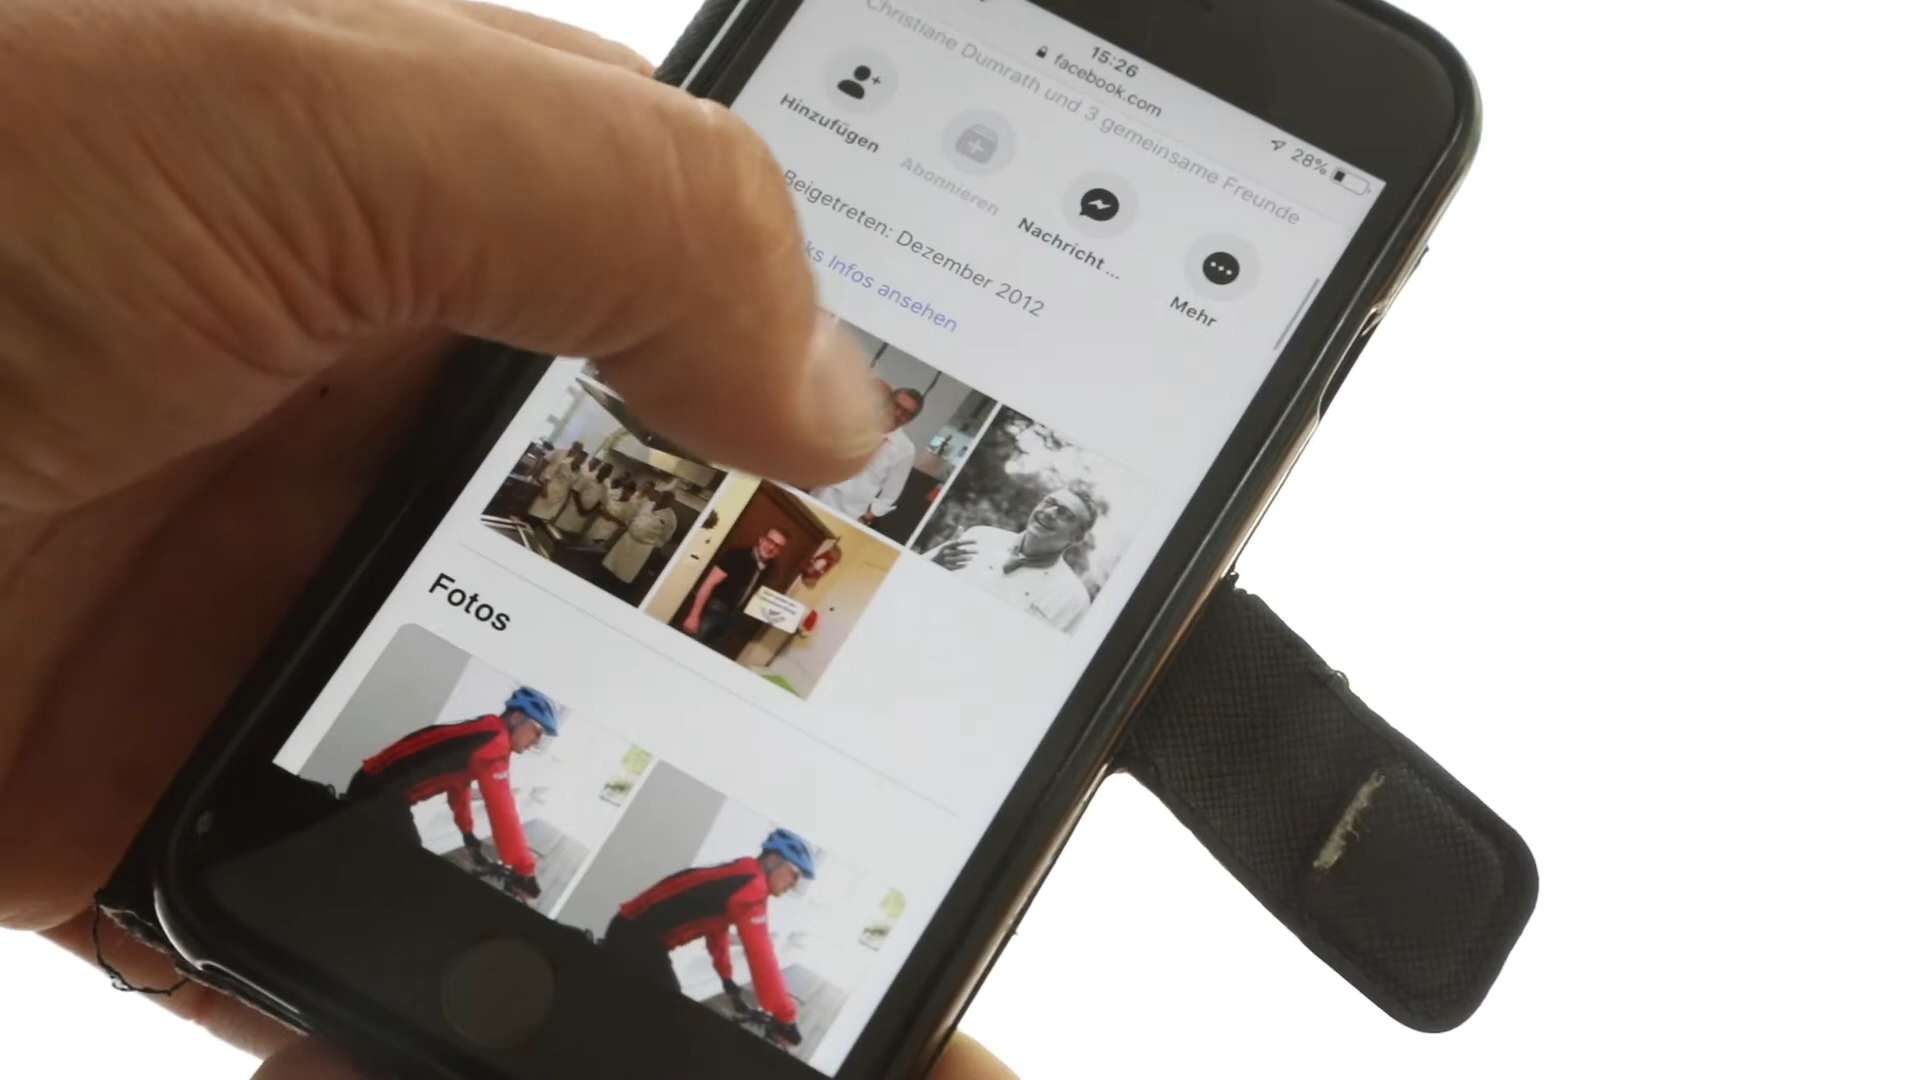 15:26
facebook.com
28%
Christiane Dumrath und 3 gemeinsame Freunde
Hinzufügen
Abonnieren
Nachricht ...
Mehr
Beigetreten: Dezember 2012
ks Infos ansehen
Fotos